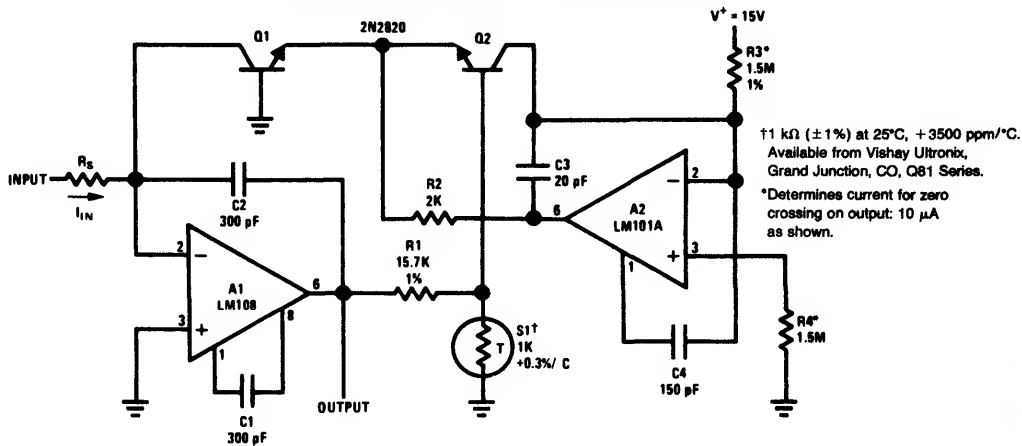 V+ = 15V
2N2920
Q1
Q2
R3*
1.5M
1%
†1 kΩ (±1%) at 25°C, +3500 ppm/°C.
Available from Vishay Ultronix,
Grand Junction, CO, Q81 Series.
*Determines current for zero
crossing on output: 10 μA
as shown.
INPUT
RS
IIN
C2
300 pF
R2
2K
C3
20 pF
6
A2
LM101A
2
3
1
2
3
A1
LM108
6
8
1
R1
15.7K
1%
S1†
1K
+0.3%/ C
T
C4
150 pF
R4*
1.5M
C1
300 pF
OUTPUT